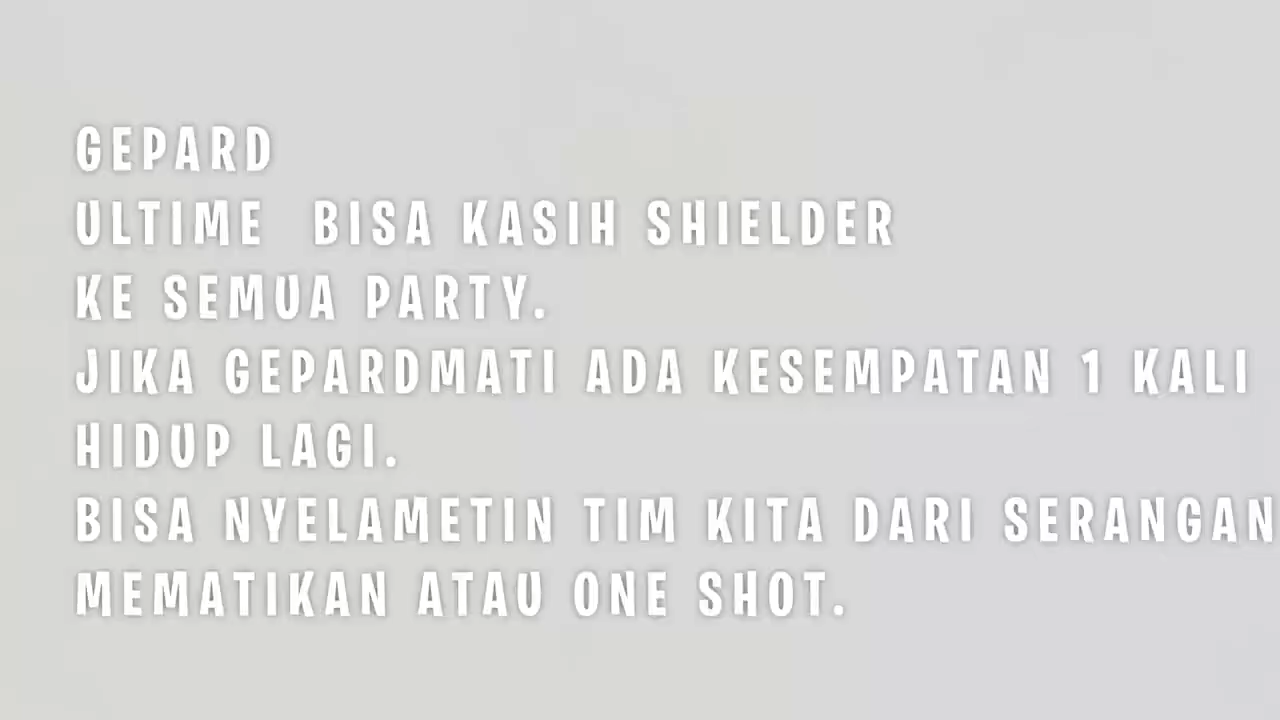 GEPARD
ULTIME  BISA KASIH SHIELDER
KE SEMUA PARTY.
JIKA GEPARDMATI ADA KESEMPATAN 1 KALI
HIDUP LAGI.
BISA NYELAMETIN TIM KITA DARI SERANGAN
MEMATIKAN ATAU ONE SHOT.